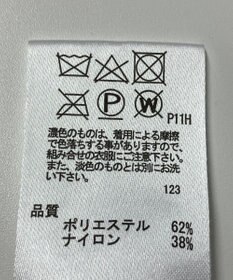 P W P11H
濃色のものは、着用による摩擦
で色落ちする事がありますので、
組み合せの衣服にご注意下さい。
また、淡色のものとは別にお洗
い下さい。
123
品質
ポリエステル 62%
ナイロン 38%